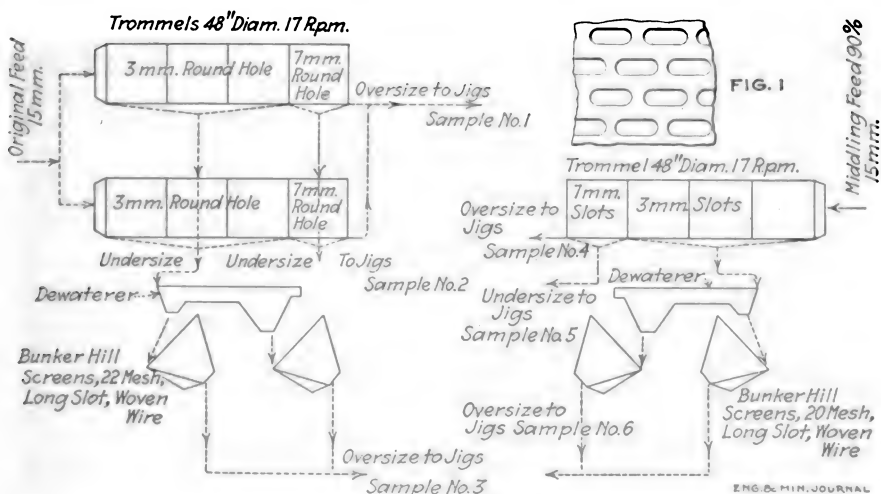 Trommels 48" Diam. 17 Rpm.
Original Feed
15 mm.
3 mm. Round Hole
7 mm.
Round
Hole
Oversize to Jigs
Sample No.1
3 mm. Round Hole
7 mm.
Round
Hole
Undersize
Undersize
To Jigs
Sample No.2
Dewaterer
Bunker Hill
Screens, 22 Mesh,
Long Slot, Woven
Wire
Oversize to Jigs
Sample No.3
FIG. 1
Middling Feed 90%
15 mm.
Trommel 48" Diam. 17 Rpm.
7 mm.
Slots
3 mm. Slots
Oversize to
Jigs
Sample No.4
Dewaterer
Undersize to
Jigs
Sample No.5
Oversize to
Jigs Sample No.6
Bunker Hill
Screens, 20 Mesh,
Long Slot, Woven
Wire
ENG. & MIN. JOURNAL